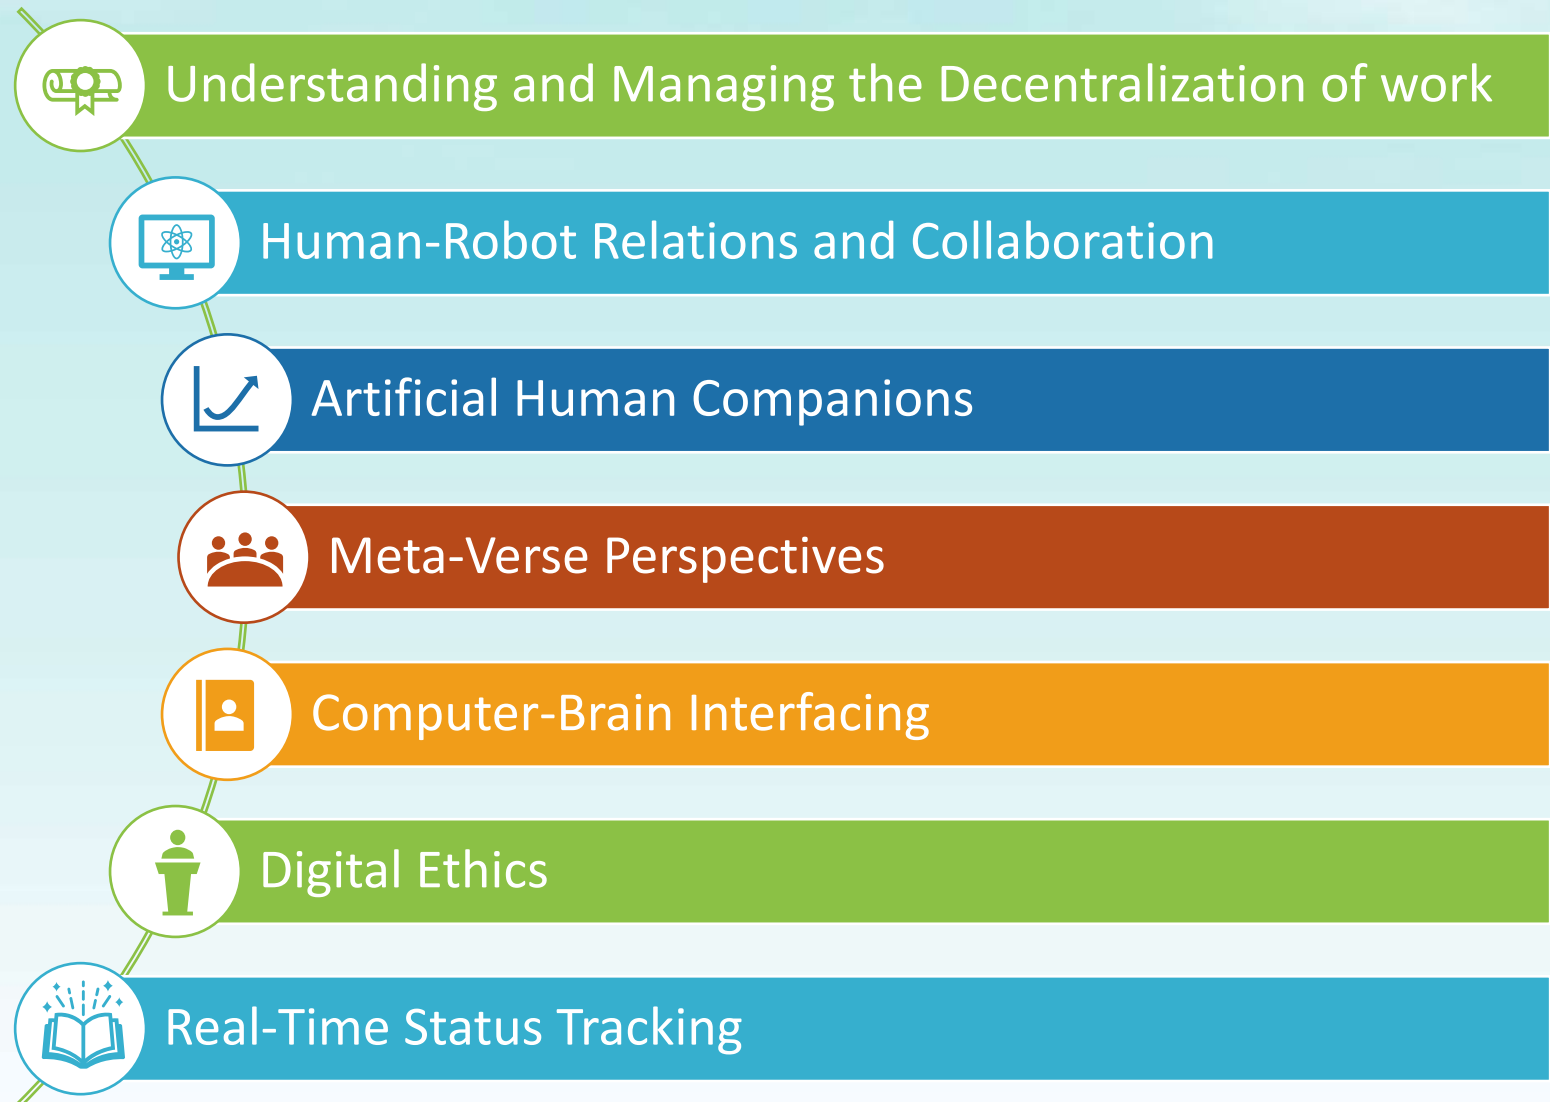 Understanding and Managing the Decentralization of work
Human-Robot Relations and Collaboration
Artificial Human Companions
Meta-Verse Perspectives
Computer-Brain Interfacing
Digital Ethics
Real-Time Status Tracking